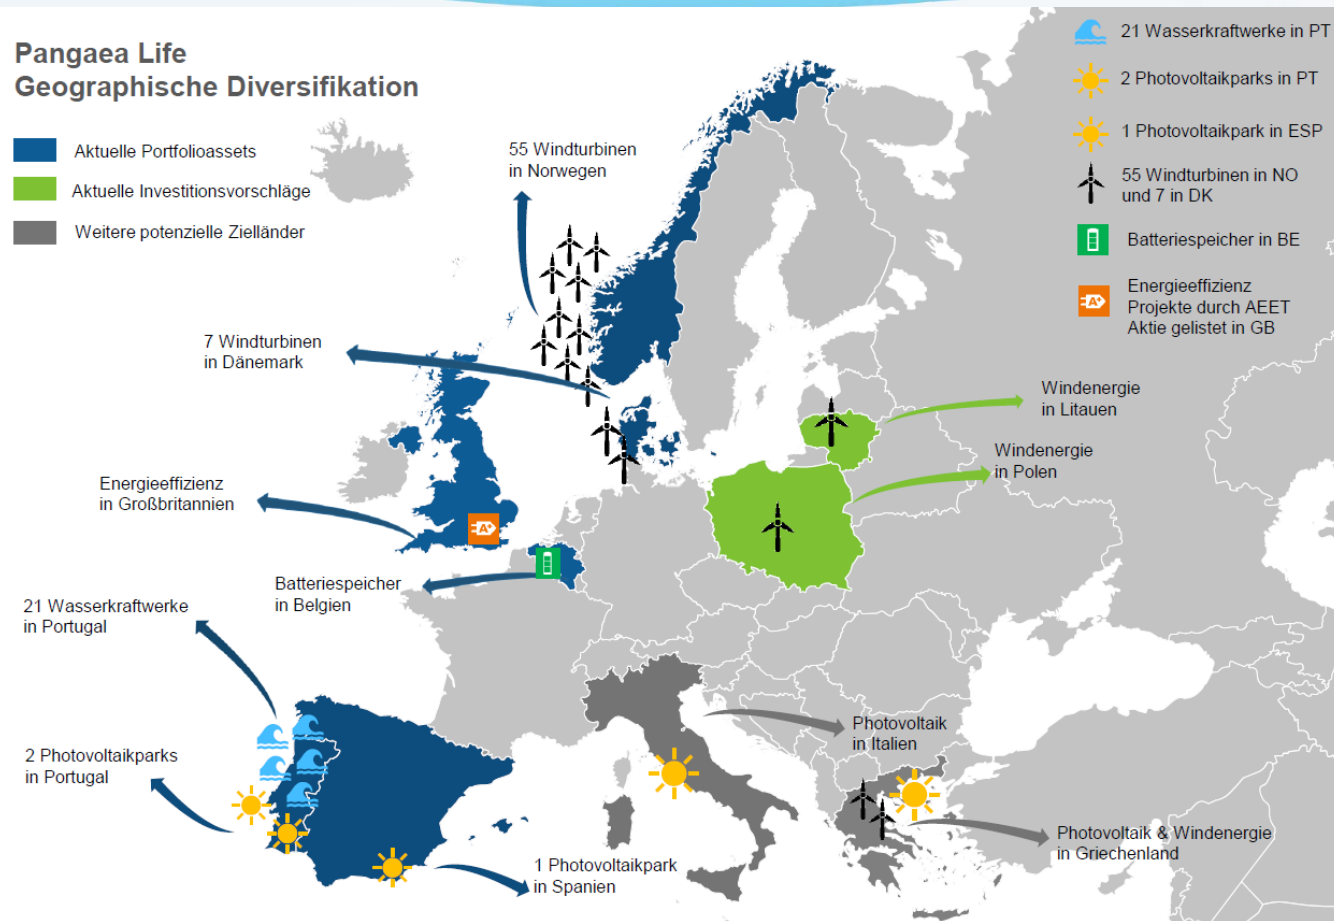 Pangaea Life
Geographische Diversifikation
Aktuelle Portfolioassets
Aktuelle Investitionsvorschläge
Weitere potenzielle Zielländer
21 Wasserkraftwerke in PT
2 Photovoltaikparks in PT
1 Photovoltaikpark in ESP
55 Windturbinen in NO
und 7 in DK
Batteriespeicher in BE
Energieeffizienz
Projekte durch AEET
Aktie gelistet in GB
A+
55 Windturbinen
in Norwegen
7 Windturbinen
in Dänemark
Windenergie
in Litauen
Windenergie
in Polen
Energieeffizienz
in Großbritannien
A+
Batteriespeicher
in Belgien
21 Wasserkraftwerke
in Portugal
2 Photovoltaikparks
in Portugal
1 Photovoltaikpark
in Spanien
Photovoltaik
in Italien
Photovoltaik & Windenergie
in Griechenland